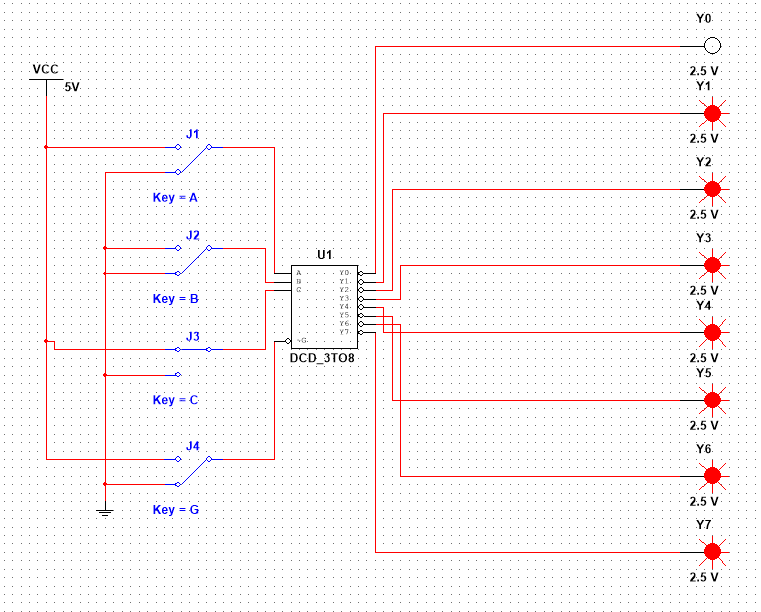 Y0
2.5 V
VCC
5V
Y1
2.5 V
J1
Key = A
Y2
2.5 V
J2
Key = B
Y3
2.5 V
U1
A
B
C
~G
Y0
Y1
Y2
Y3
Y4
Y5
Y6
Y7
DCD_3TO8
Y4
2.5 V
J3
Key = C
Y5
2.5 V
J4
Key = G
Y6
2.5 V
Y7
2.5 V